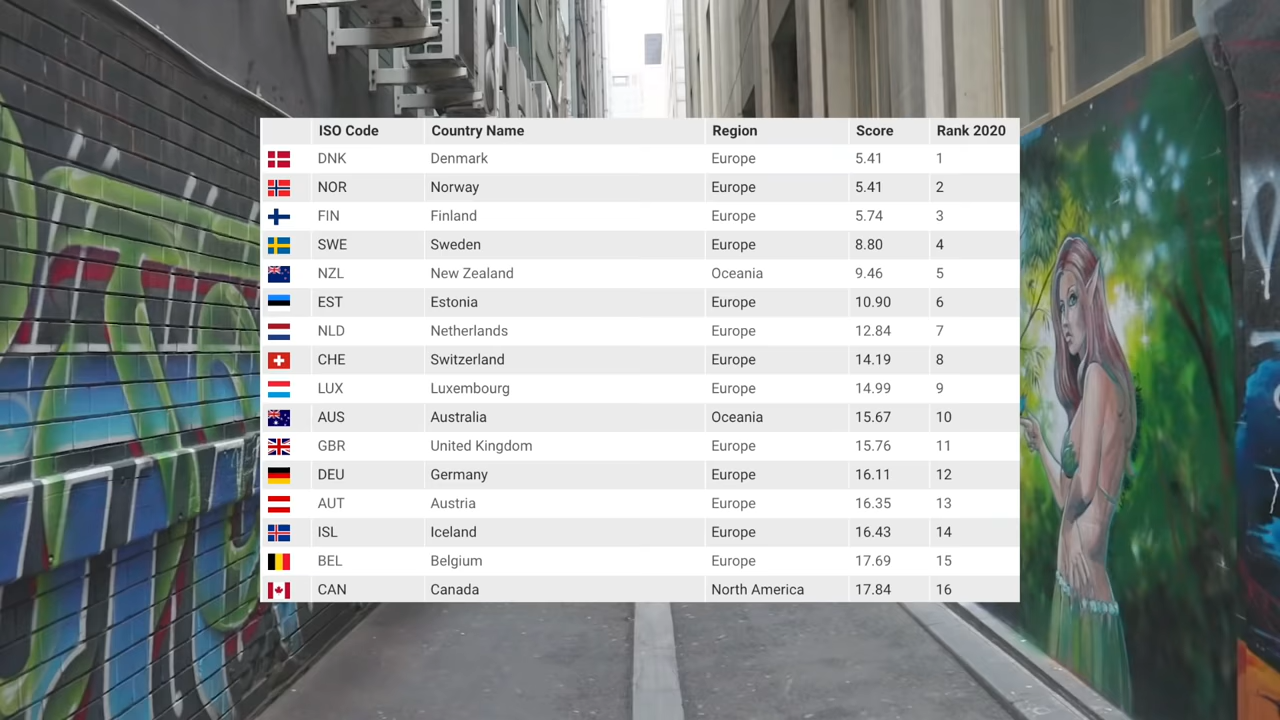 ISO Code Country Name Region Score Rank 2020
DNK Denmark Europe 5.41 1
NOR Norway Europe 5.41 2
FIN Finland Europe 5.74 3
SWE Sweden Europe 8.80 4
NZL New Zealand Oceania 9.46 5
EST Estonia Europe 10.90 6
NLD Netherlands Europe 12.84 7
CHE Switzerland Europe 14.19 8
LUX Luxembourg Europe 14.99 9
AUS Australia Oceania 15.67 10
GBR United Kingdom Europe 15.76 11
DEU Germany Europe 16.11 12
AUT Austria Europe 16.35 13
ISL Iceland Europe 16.43 14
BEL Belgium Europe 17.69 15
CAN Canada North America 17.84 16